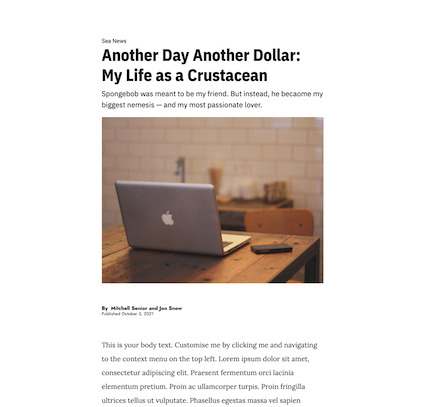 Sea News
Another Day Another Dollar:
My Life as a Crustacean
Spongebob was meant to be my friend. But instead, he becaome my
biggest nemesis — and my most passionate lover.
By Mitchell Senior and Jon Snow
Published October 3, 2021
This is your body text. Customise me by clicking me and navigating
to the context menu on the top left. Lorem ipsum dolor sit amet,
consectetur adipiscing elit. Praesent fermentum orci lacinia
elementum pretium. Proin ac ullamcorper turpis. Proin fringilla
ultrices tellus ut vulputate. Phasellus egestas massa vel sapien